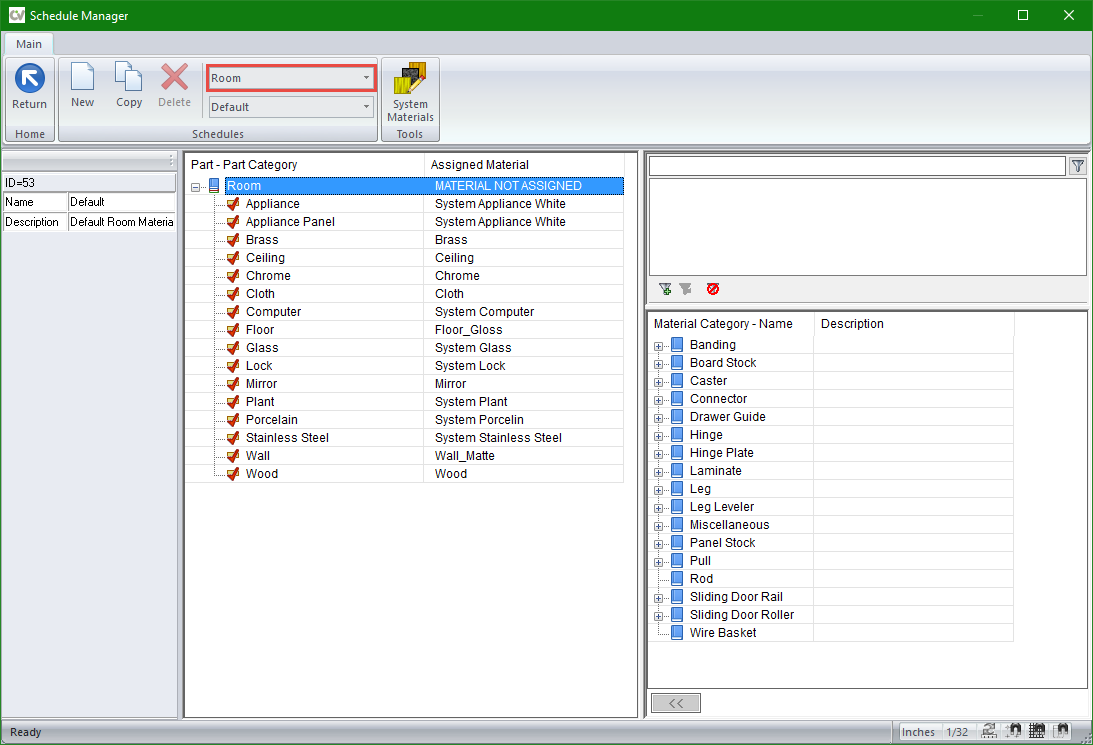 CV Schedule Manager
Main
Return
Home
New
Copy
Delete
Room
Default
Schedules
System
Materials
Tools
ID=53
Name Default
Description Default Room Materia
Part - Part Category Assigned Material
Room MATERIAL NOT ASSIGNED
Appliance System Appliance White
Appliance Panel System Appliance White
Brass Brass
Ceiling Ceiling
Chrome Chrome
Cloth Cloth
Computer System Computer
Floor Floor_Gloss
Glass System Glass
Lock System Lock
Mirror Mirror
Plant System Plant
Porcelain System Porcelin
Stainless Steel System Stainless Steel
Wall Wall_Matte
Wood Wood
Material Category - Name Description
Banding
Board Stock
Caster
Connector
Drawer Guide
Hinge
Hinge Plate
Laminate
Leg
Leg Leveler
Miscellaneous
Panel Stock
Pull
Rod
Sliding Door Rail
Sliding Door Roller
Wire Basket
<<
Ready
Inches 1/32